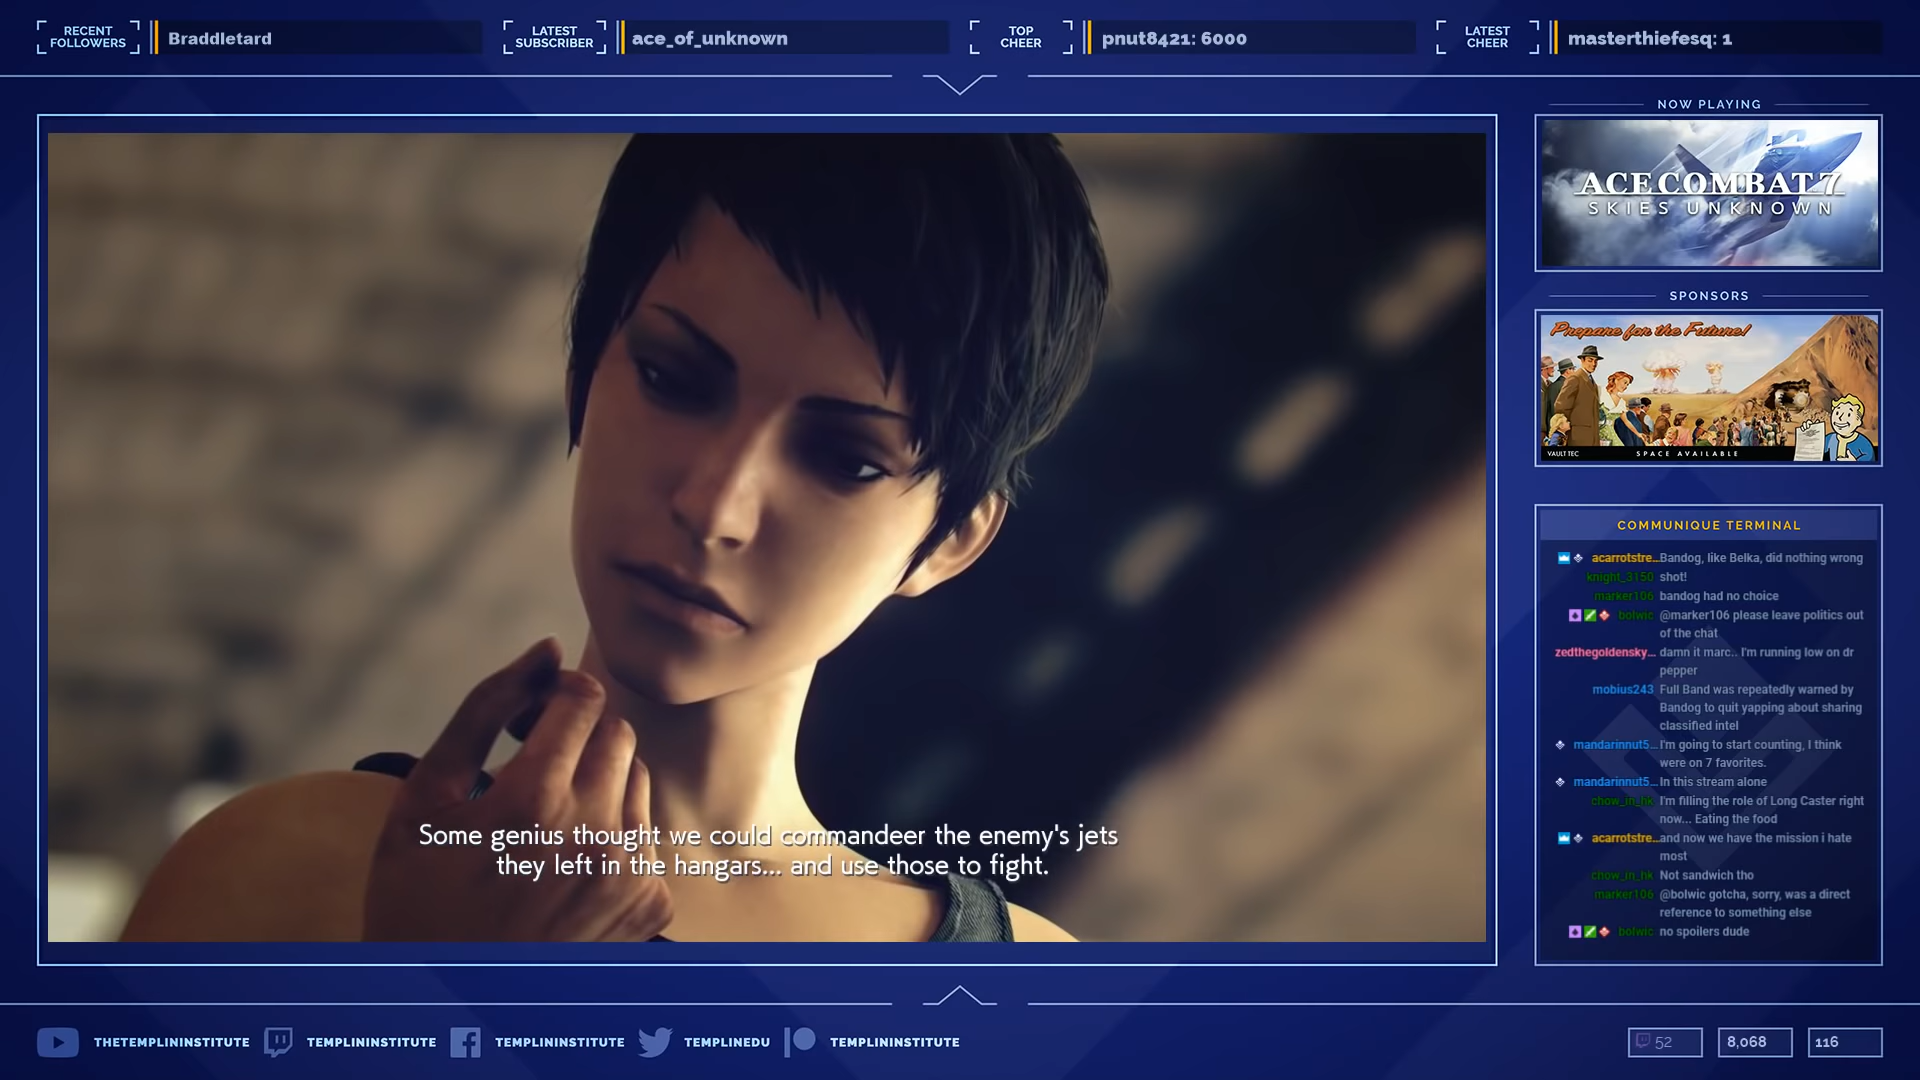 RECENT
FOLLOWERS
Braddletard
LATEST
SUBSCRIBER
ace_of_unknown
TOP
CHEER
pnut8421: 6000
LATEST
CHEER
masterthiefesq: 1
NOW PLAYING
ACE COMBAT 7
SKIES UNKNOWN
SPONSORS
Prepare for the Future!
VAULT TEC
SPACE AVAILABLE
Some genius thought we could commandeer the enemy's jets
they left in the hangars... and use those to fight.
COMMUNIQUE TERMINAL
acarrotstre... Bandog, like Belka, did nothing wrong
knight_3150 shot!
marker106 bandog had no choice
bolwic @marker106 please leave politics out
of the chat
zedthegoldensky... damn it marc.. I'm running low on dr
pepper
mobius243 Full Band was repeatedly warned by
Bandog to quit yapping about sharing
classified intel
mandarinnut5... I'm going to start counting, I think
were on 7 favorites.
mandarinnut5... In this stream alone
chow_in_hk I'm filling the role of Long Caster right
now... Eating the food
acarrotstre... and now we have the mission i hate
most
chow_in_hk Not sandwich tho
marker106 @bolwic gotcha, sorry, was a direct
reference to something else
bolwic no spoilers dude
THETEMPLININSTITUTE
TEMPLININSTITUTE
TEMPLININSTITUTE
TEMPLINEDU
TEMPLININSTITUTE
52
8,068
116